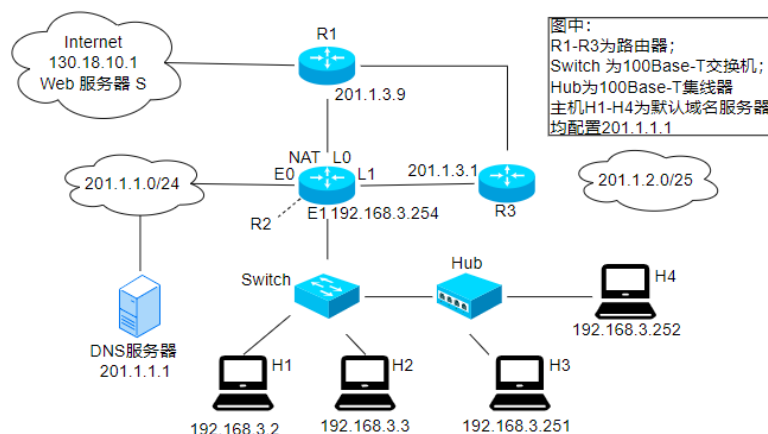 Internet
130.18.10.1
Web 服务器 S
R1
图中：
R1-R3为路由器；
Switch 为100Base-T交换机；
Hub为100Base-T集线器
主机H1-H4为默认域名服务器
均配置201.1.1.1
201.1.3.9
NAT L0
E0
L1
201.1.3.1
201.1.1.0/24
201.1.2.0/25
R2
E1
192.168.3.254
R3
Switch
Hub
H4
192.168.3.252
DNS服务器
201.1.1.1
H1
H2
H3
192.168.3.2
192.168.3.3
192.168.3.251